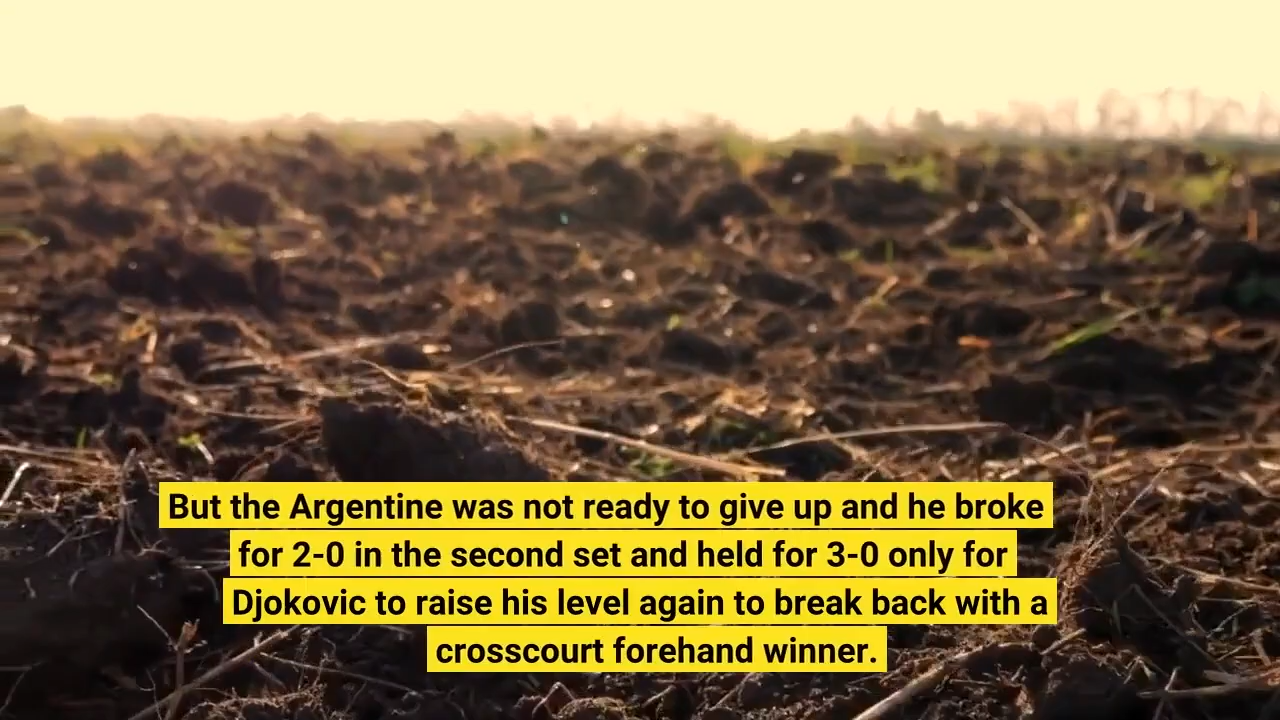 But the Argentine was not ready to give up and he broke
for 2-0 in the second set and held for 3-0 only for
Djokovic to raise his level again to break back with a
crosscourt forehand winner.